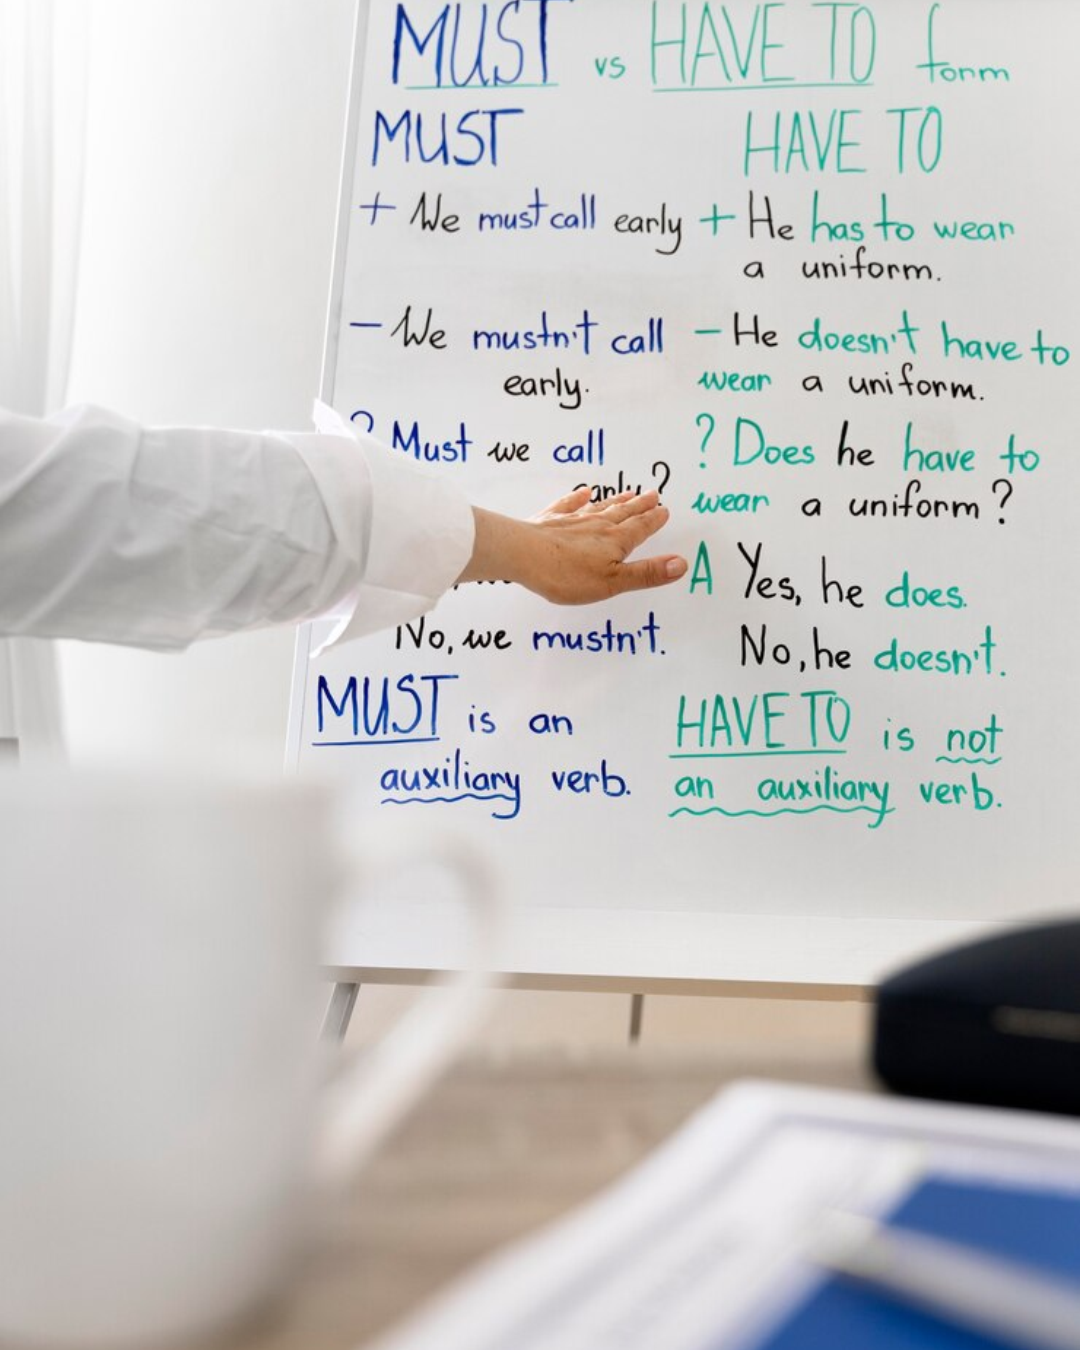 MUST vs HAVE TO form
MUST HAVE TO
+ We must call early + He has to wear
a uniform.
- We mustn't call - He doesn't have to
early. wear a uniform.
? Must we call ? Does he have to
early? wear a uniform?
A Yes, he does.
No, we mustn't. No, he doesn't.
MUST is an HAVE TO is not
auxiliary verb. an auxiliary verb.